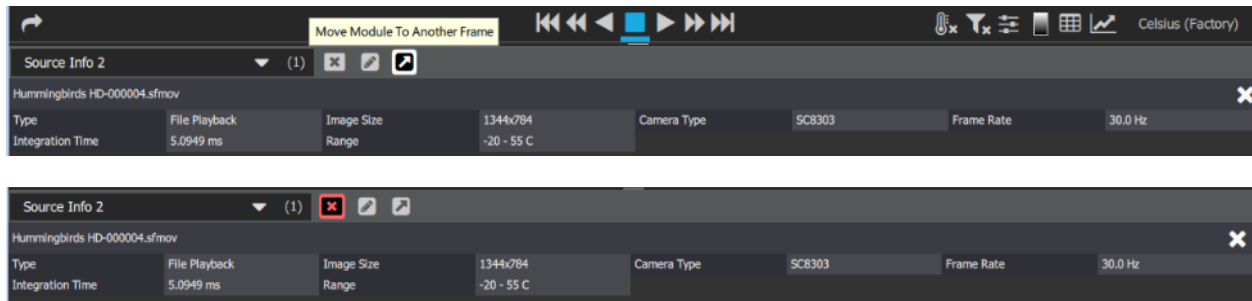 Move Module To Another Frame
Celsius (Factory)
Source Info 2 (1)
Hummingbirds HD-000004.sfmov
Type File Playback Image Size 1344x784 Camera Type SC8303 Frame Rate 30.0 Hz
Integration Time 5.0949 ms Range -20 - 55 C
Source Info 2 (1)
Hummingbirds HD-000004.sfmov
Type File Playback Image Size 1344x784 Camera Type SC8303 Frame Rate 30.0 Hz
Integration Time 5.0949 ms Range -20 - 55 C